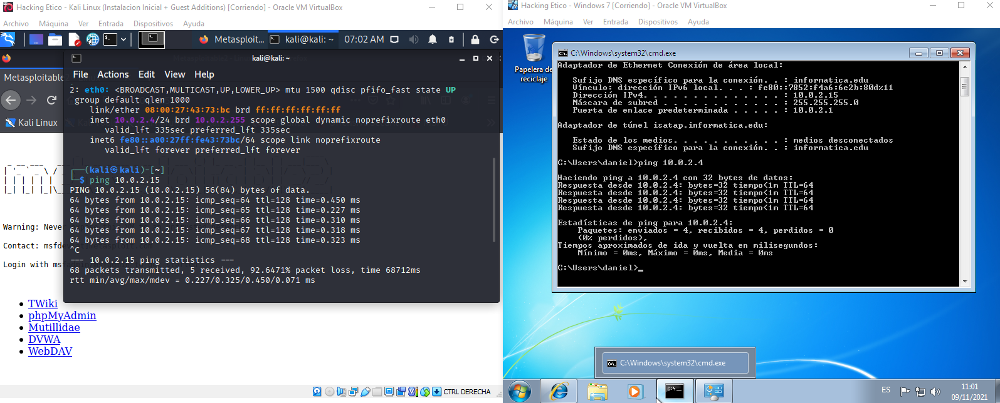 Hacking Etico - Kali Linux (Instalacion Inicial + Guest Additions) [Corriendo] - Oracle VM VirtualBox
Archivo Máquina Ver Entrada Dispositivos Ayuda
Metasploit... kali@kali: ~ 07:02 AM
kali@kali: ~
Metasploitable
File Actions Edit View Help
Kali Linux
2: eth0: <BROADCAST,MULTICAST,UP,LOWER_UP> mtu 1500 qdisc pfifo_fast state UP
group default qlen 1000
link/ether 08:00:27:43:73:bc brd ff:ff:ff:ff:ff:ff
inet 10.0.2.4/24 brd 10.0.2.255 scope global dynamic noprefixroute eth0
valid_lft 335sec preferred_lft 335sec
inet6 fe80::a00:27ff:fe43:73bc/64 scope link noprefixroute
valid_lft forever preferred_lft forever
┌──(kali㉿kali)-[~]
└─$ ping 10.0.2.15
PING 10.0.2.15 (10.0.2.15) 56(84) bytes of data.
64 bytes from 10.0.2.15: icmp_seq=64 ttl=128 time=0.450 ms
64 bytes from 10.0.2.15: icmp_seq=65 ttl=128 time=0.227 ms
64 bytes from 10.0.2.15: icmp_seq=66 ttl=128 time=0.310 ms
64 bytes from 10.0.2.15: icmp_seq=67 ttl=128 time=0.318 ms
64 bytes from 10.0.2.15: icmp_seq=68 ttl=128 time=0.323 ms
^C
--- 10.0.2.15 ping statistics ---
68 packets transmitted, 5 received, 92.6471% packet loss, time 68712ms
rtt min/avg/max/mdev = 0.227/0.325/0.450/0.071 ms
Warning: Never
Contact: msfdev
Login with msf
TWiki
phpMyAdmin
Mutillidae
DVWA
WebDAV
CTRL DERECHA
Hacking Etico - Windows 7 [Corriendo] - Oracle VM VirtualBox
Archivo Máquina Ver Entrada Dispositivos Ayuda
Papelera de
reciclaje
C:\Windows\system32\cmd.exe
Adaptador de Ethernet Conexión de área local:
Sufijo DNS específico para la conexión. . : informatica.edu
Vínculo: dirección IPv6 local. . . : fe80::7852:f4a6:6e2b:80d%11
Dirección IPv4. . . . . . . . . . . . . . : 10.0.2.15
Máscara de subred . . . . . . . . . . . . : 255.255.255.0
Puerta de enlace predeterminada . . . . . : 10.0.2.1
Adaptador de túnel isatap.informatica.edu:
Estado de los medios. . . . . . . . . . . : medios desconectados
Sufijo DNS específico para la conexión. . : informatica.edu
C:\Users\daniel>ping 10.0.2.4
Haciendo ping a 10.0.2.4 con 32 bytes de datos:
Respuesta desde 10.0.2.4: bytes=32 tiempo<1m TTL=64
Respuesta desde 10.0.2.4: bytes=32 tiempo<1m TTL=64
Respuesta desde 10.0.2.4: bytes=32 tiempo<1m TTL=64
Respuesta desde 10.0.2.4: bytes=32 tiempo<1m TTL=64
Estadísticas de ping para 10.0.2.4:
Paquetes: enviados = 4, recibidos = 4, perdidos = 0
(0% perdidos),
Tiempos aproximados de ida y vuelta en milisegundos:
Mínimo = 0ms, Máximo = 0ms, Media = 0ms
C:\Users\daniel>_
C:\Windows\system32\cmd.exe
ES
11:01
09/11/2021